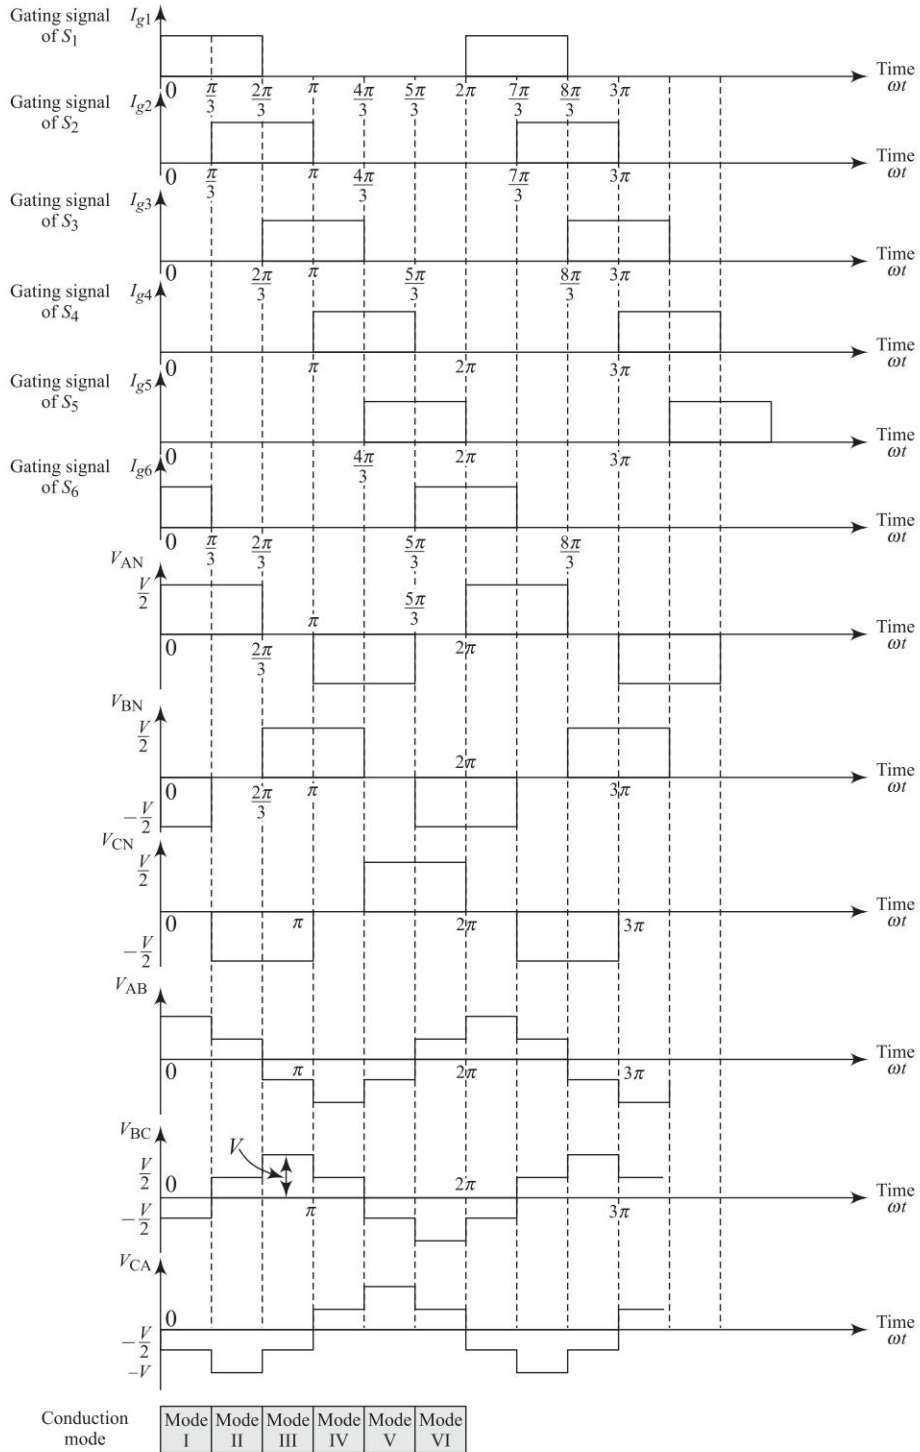 Gating signal of S1 Ig1
Time ωt
0 π/3 2π/3 π 4π/3 5π/3 2π 7π/3 8π/3 3π
Gating signal of S2 Ig2
Time ωt
0 π/3 π 4π/3 7π/3 3π
Gating signal of S3 Ig3
Time ωt
0 2π/3 π 5π/3 8π/3 3π
Gating signal of S4 Ig4
Time ωt
0 π 2π 3π
Gating signal of S5 Ig5
Time ωt
0 4π/3 2π 3π
Gating signal of S6 Ig6
Time ωt
0 π/3 2π/3 5π/3 8π/3
VAN
V/2
π 5π/3
Time ωt
0 2π/3 2π
VBN
V/2
2π
Time ωt
0 2π/3 π 3π
−V/2
VCN
V/2
Time ωt
0 π 2π 3π
−V/2
VAB
Time ωt
0 π 2π 3π
VBC
V
V/2
0 2π
Time ωt
−V/2
π 3π
VCA
0
Time ωt
−V/2
−V
Conduction mode
Mode I
Mode II
Mode III
Mode IV
Mode V
Mode VI